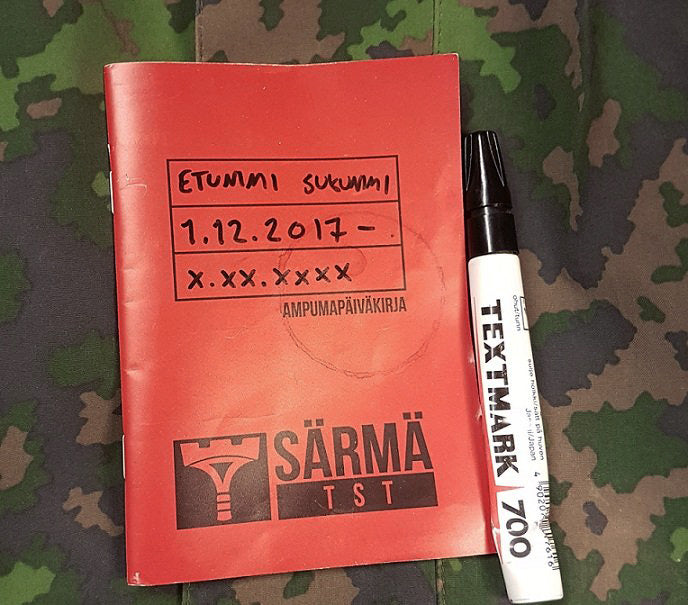 ETUMMI SUKUMMI
1.12.2017 –
X.XX.XXXX
AMPUMAPÄIVÄKIRJA
SÄRMÄ
TST
TEXTMARK 700